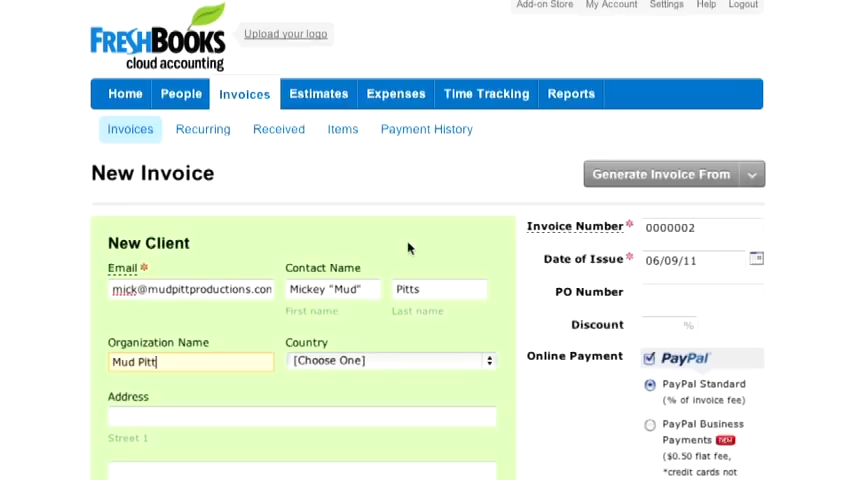 Add-on Store My Account Settings Help Logout
FRESHBOOKS
cloud accounting
Upload your logo
Home People Invoices Estimates Expenses Time Tracking Reports
Invoices Recurring Received Items Payment History
New Invoice
Generate Invoice From
New Client
Email *
Contact Name
mick@mudpittproductions.con
Mickey "Mud"
Pitts
First name
Last name
Organization Name
Country
Mud Pitt
[Choose One]
Address
Street 1
Invoice Number * 0000002
Date of Issue * 06/09/11
PO Number
Discount %
Online Payment PayPal
PayPal Standard
(% of invoice fee)
PayPal Business
Payments NEW
($0.50 flat fee,
*credit cards not